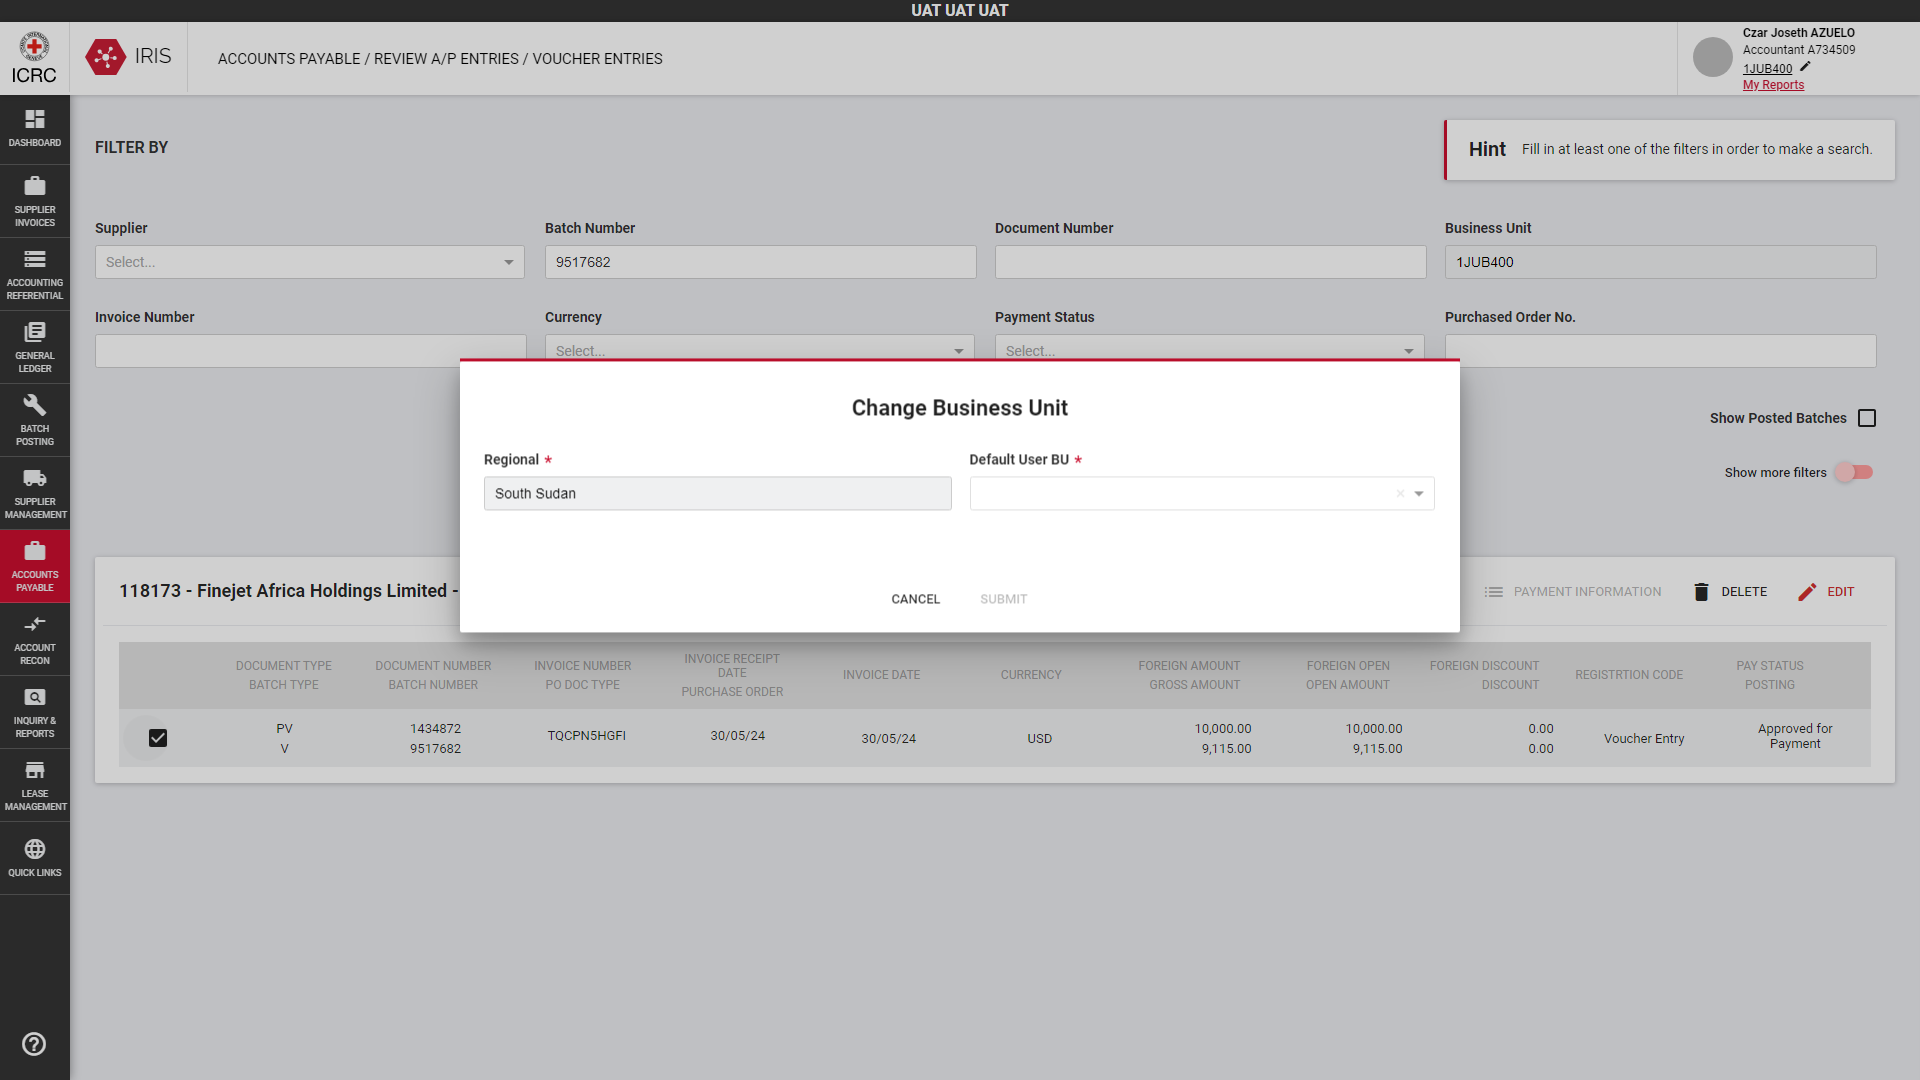 UAT UAT UAT
ICRC
IRIS
ACCOUNTS PAYABLE / REVIEW A/P ENTRIES / VOUCHER ENTRIES
Czar Joseth AZUELO
Accountant A734509
1JUB400
My Reports
DASHBOARD
SUPPLIER
INVOICES
ACCOUNTING
REFERENTIAL
GENERAL
LEDGER
BATCH
POSTING
SUPPLIER
MANAGEMENT
ACCOUNTS
PAYABLE
ACCOUNT
RECON
INQUIRY &
REPORTS
LEASE
MANAGEMENT
QUICK LINKS
FILTER BY
Hint Fill in at least one of the filters in order to make a search.
Supplier
Select...
Batch Number
9517682
Document Number
Business Unit
1JUB400
Invoice Number
Currency
Select...
Payment Status
Select...
Purchased Order No.
Show Posted Batches
Show more filters
Change Business Unit
Regional *
South Sudan
Default User BU *
CANCEL
SUBMIT
118173 - Finejet Africa Holdings Limited -
PAYMENT INFORMATION
DELETE
EDIT
DOCUMENT TYPE
BATCH TYPE
DOCUMENT NUMBER
BATCH NUMBER
INVOICE NUMBER
PO DOC TYPE
INVOICE RECEIPT
DATE
PURCHASE ORDER
INVOICE DATE
CURRENCY
FOREIGN AMOUNT
GROSS AMOUNT
FOREIGN OPEN
OPEN AMOUNT
FOREIGN DISCOUNT
DISCOUNT
REGISTRTION CODE
PAY STATUS
POSTING
PV
V
1434872
9517682
TQCPN5HGFI
30/05/24
30/05/24
USD
10,000.00
9,115.00
10,000.00
9,115.00
0.00
0.00
Voucher Entry
Approved for
Payment